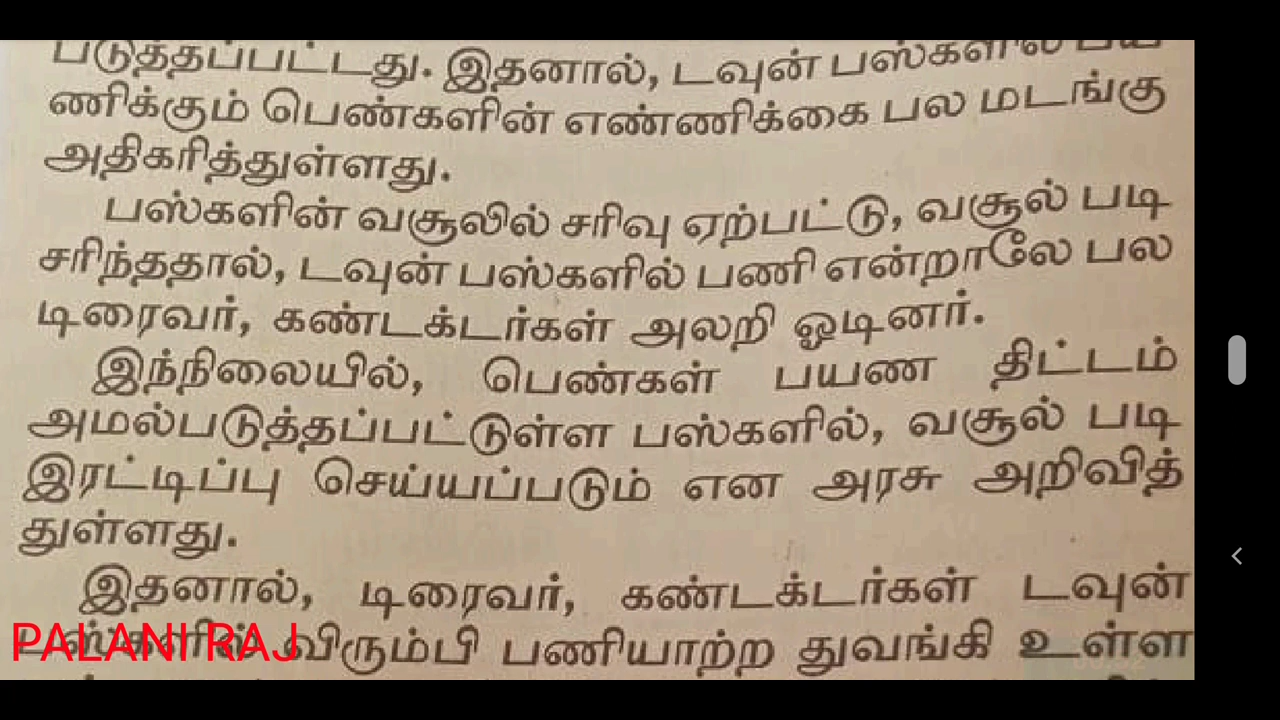 படுத்தப்பட்டது. இதனால், டவுன் பஸ்களில் பய
ணிக்கும் பெண்களின் எண்ணிக்கை பல மடங்கு
அதிகரித்துள்ளது.
பஸ்களின் வசூலில் சரிவு ஏற்பட்டு, வசூல் படி
சரிந்ததால், டவுன் பஸ்களில் பணி என்றாலே பல
டிரைவர், கண்டக்டர்கள் அலறி ஓடினர்.
இந்நிலையில், பெண்கள் பயண திட்டம்
அமல்படுத்தப்பட்டுள்ள பஸ்களில், வசூல் படி
இரட்டிப்பு செய்யப்படும் என அரசு அறிவித்
துள்ளது.
இதனால், டிரைவர், கண்டக்டர்கள் டவுன்
பஸ்களில் விரும்பி பணியாற்ற துவங்கி உள்ள
PALANI RAJ